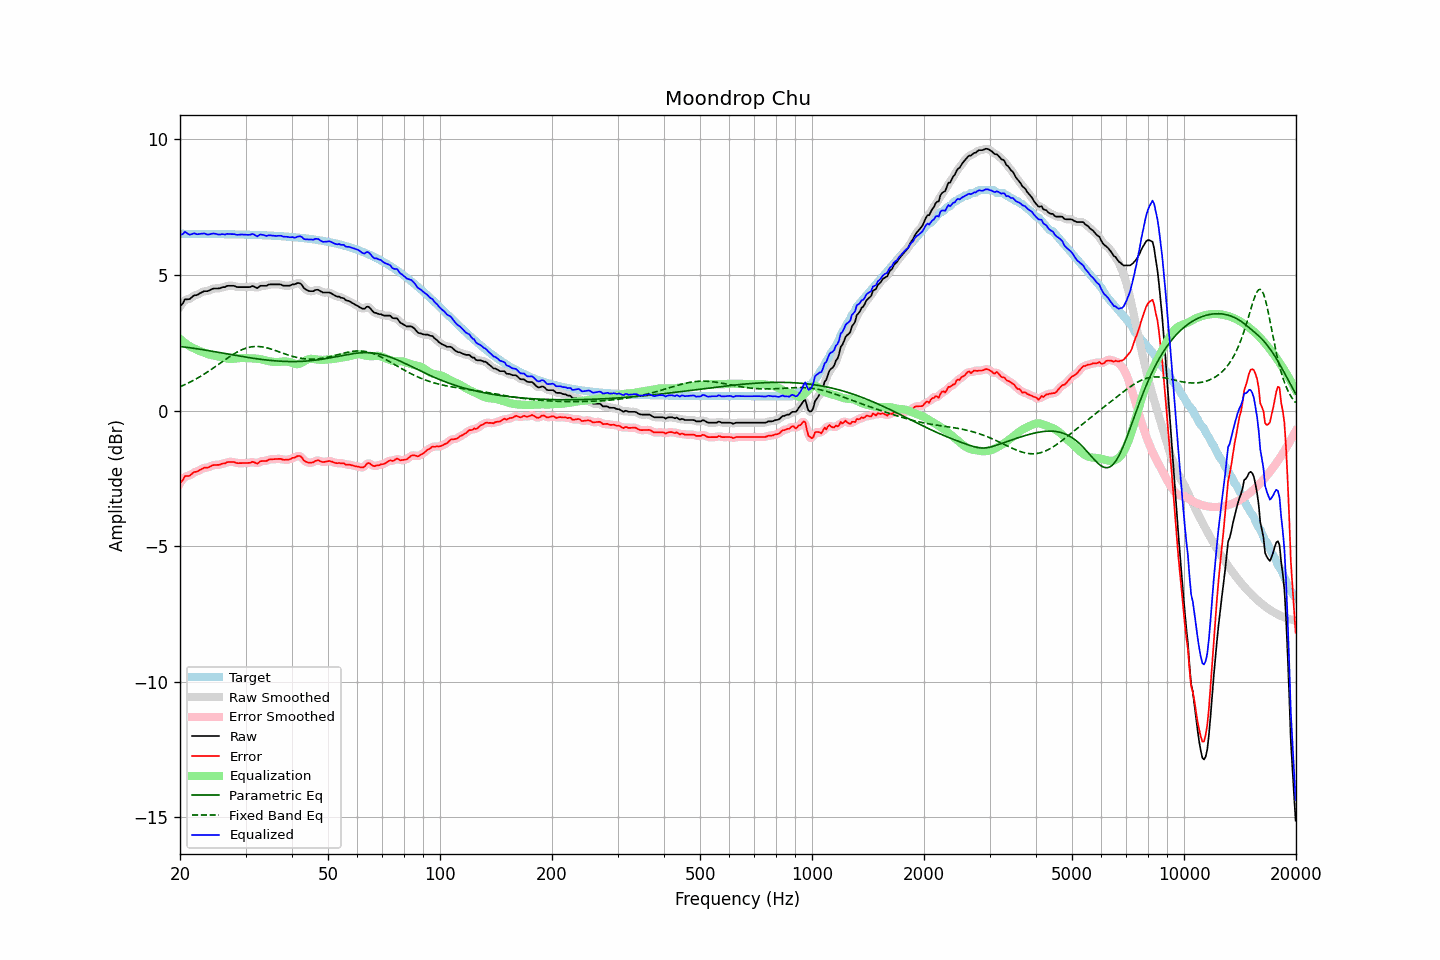 Moondrop Chu
Amplitude (dBr)
10
5
0
−5
−10
−15
Target
Raw Smoothed
Error Smoothed
Raw
Error
Equalization
Parametric Eq
Fixed Band Eq
Equalized
20
50
100
200
500
1000
2000
5000
10000
20000
Frequency (Hz)